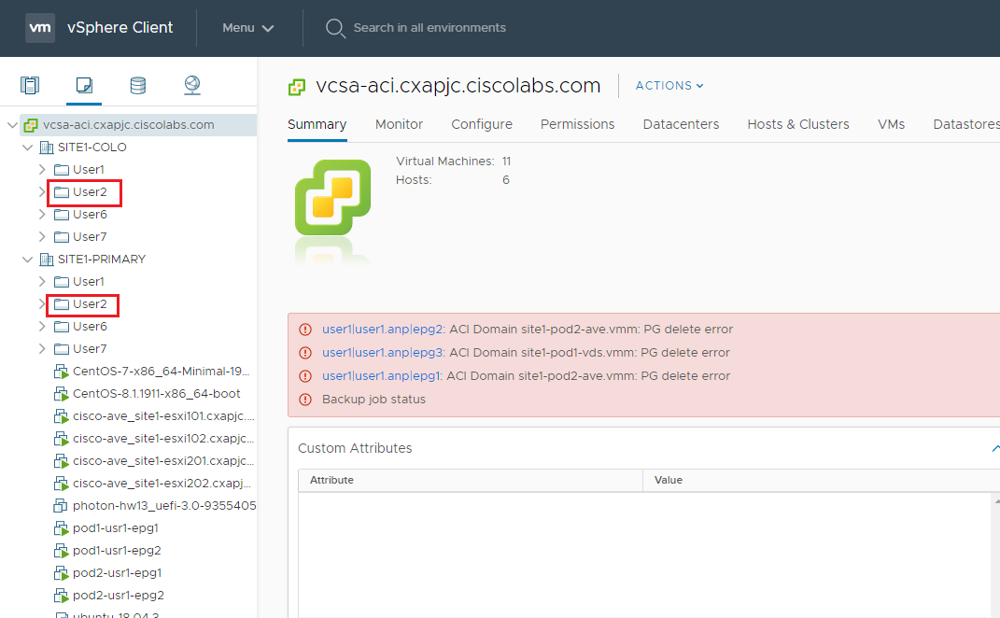 vm vSphere Client Menu Search in all environments
vcsa-aci.cxapjc.ciscolabs.com ACTIONS
Summary Monitor Configure Permissions Datacenters Hosts & Clusters VMs Datastores
vcsa-aci.cxapjc.ciscolabs.com
SITE1-COLO
User1
User2
User6
User7
SITE1-PRIMARY
User1
User2
User6
User7
CentOS-7-x86_64-Minimal-19...
CentOS-8.1.1911-x86_64-boot
cisco-ave_site1-esxi101.cxapjc....
cisco-ave_site1-esxi102.cxapjc...
cisco-ave_site1-esxi201.cxapjc...
cisco-ave_site1-esxi202.cxapj...
photon-hw13_uefi-3.0-9355405
pod1-usr1-epg1
pod1-usr1-epg2
pod2-usr1-epg1
pod2-usr1-epg2
ubuntu-18.04.3
Virtual Machines: 11
Hosts: 6
user1|user1.anp|epg2: ACI Domain site1-pod2-ave.vmm: PG delete error
user1|user1.anp|epg3: ACI Domain site1-pod1-vds.vmm: PG delete error
user1|user1.anp|epg1: ACI Domain site1-pod2-ave.vmm: PG delete error
Backup job status
Custom Attributes
Attribute Value